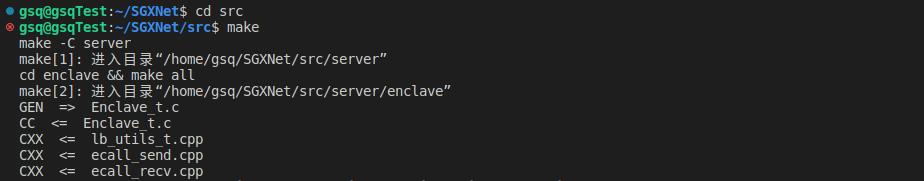 gsq@gsqTest:~/SGXNet$ cd src
gsq@gsqTest:~/SGXNet/src$ make
make -C server
make[1]: 进入目录“/home/gsq/SGXNet/src/server”
cd enclave && make all
make[2]: 进入目录“/home/gsq/SGXNet/src/server/enclave”
GEN  =>  Enclave_t.c
CC  <=  Enclave_t.c
CXX  <=  lb_utils_t.cpp
CXX  <=  ecall_send.cpp
CXX  <=  ecall_recv.cpp